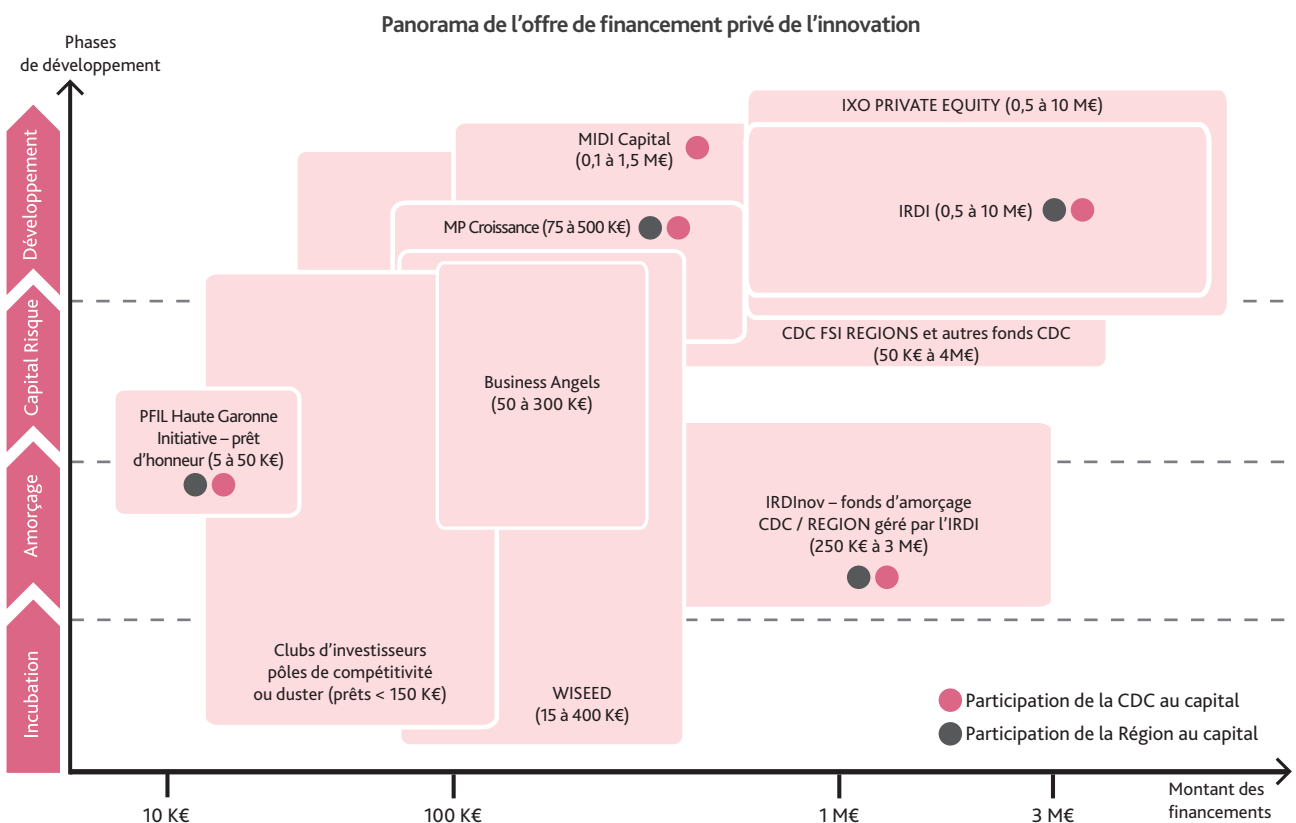 Panorama de l'offre de financement privé de l'innovation
Phases
de développement
Développement
Capital Risque
Amorçage
Incubation
IXO PRIVATE EQUITY (0,5 à 10 M€)
MIDI Capital
(0,1 à 1,5 M€)
IRDI (0,5 à 10 M€)
MP Croissance (75 à 500 K€)
CDC FSI REGIONS et autres fonds CDC
(50 K€ à 4M€)
Business Angels
(50 à 300 K€)
PFIL Haute Garonne
Initiative – prêt
d'honneur (5 à 50 K€)
IRDInov – fonds d'amorçage
CDC / REGION géré par l'IRDI
(250 K€ à 3 M€)
Clubs d'investisseurs
pôles de compétitivité
ou duster (prêts < 150 K€)
WISEED
(15 à 400 K€)
Participation de la CDC au capital
Participation de la Région au capital
10 K€
100 K€
1 M€
3 M€
Montant des
financements